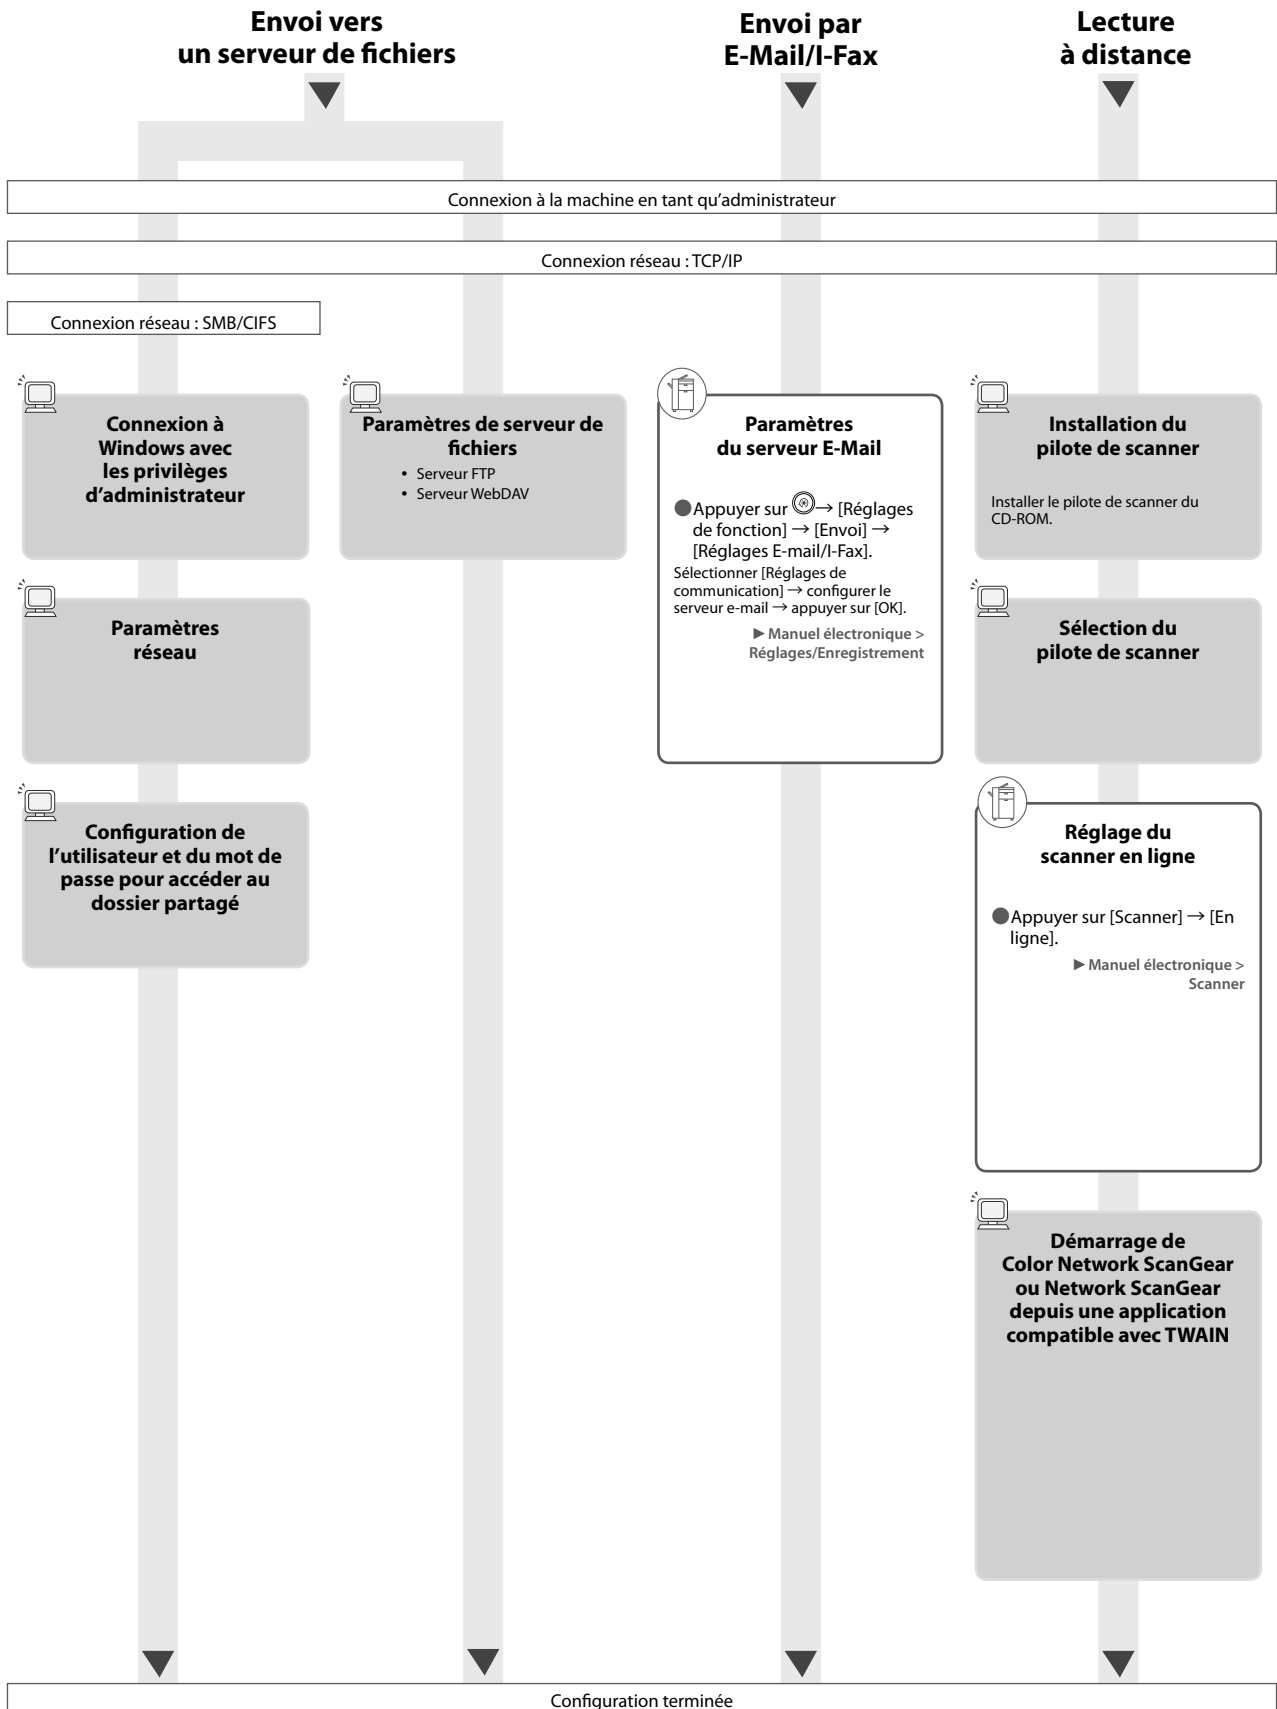 Envoi vers
un serveur de fichiers
Envoi par
E-Mail/I-Fax
Lecture
à distance
Connexion à la machine en tant qu'administrateur
Connexion réseau : TCP/IP
Connexion réseau : SMB/CIFS
Connexion à
Windows avec
les privilèges
d'administrateur
Paramètres
réseau
Configuration de
l'utilisateur et du mot de
passe pour accéder au
dossier partagé
Paramètres de serveur de
fichiers
• Serveur FTP
• Serveur WebDAV
Paramètres
du serveur E-Mail
● Appuyer sur → [Réglages
de fonction] → [Envoi] →
[Réglages E-mail/I-Fax].
Sélectionner [Réglages de
communication] → configurer le
serveur e-mail → appuyer sur [OK].
► Manuel électronique >
Réglages/Enregistrement
Installation du
pilote de scanner
Installer le pilote de scanner du
CD-ROM.
Sélection du
pilote de scanner
Réglage du
scanner en ligne
● Appuyer sur [Scanner] → [En
ligne].
► Manuel électronique >
Scanner
Démarrage de
Color Network ScanGear
ou Network ScanGear
depuis une application
compatible avec TWAIN
Configuration terminée